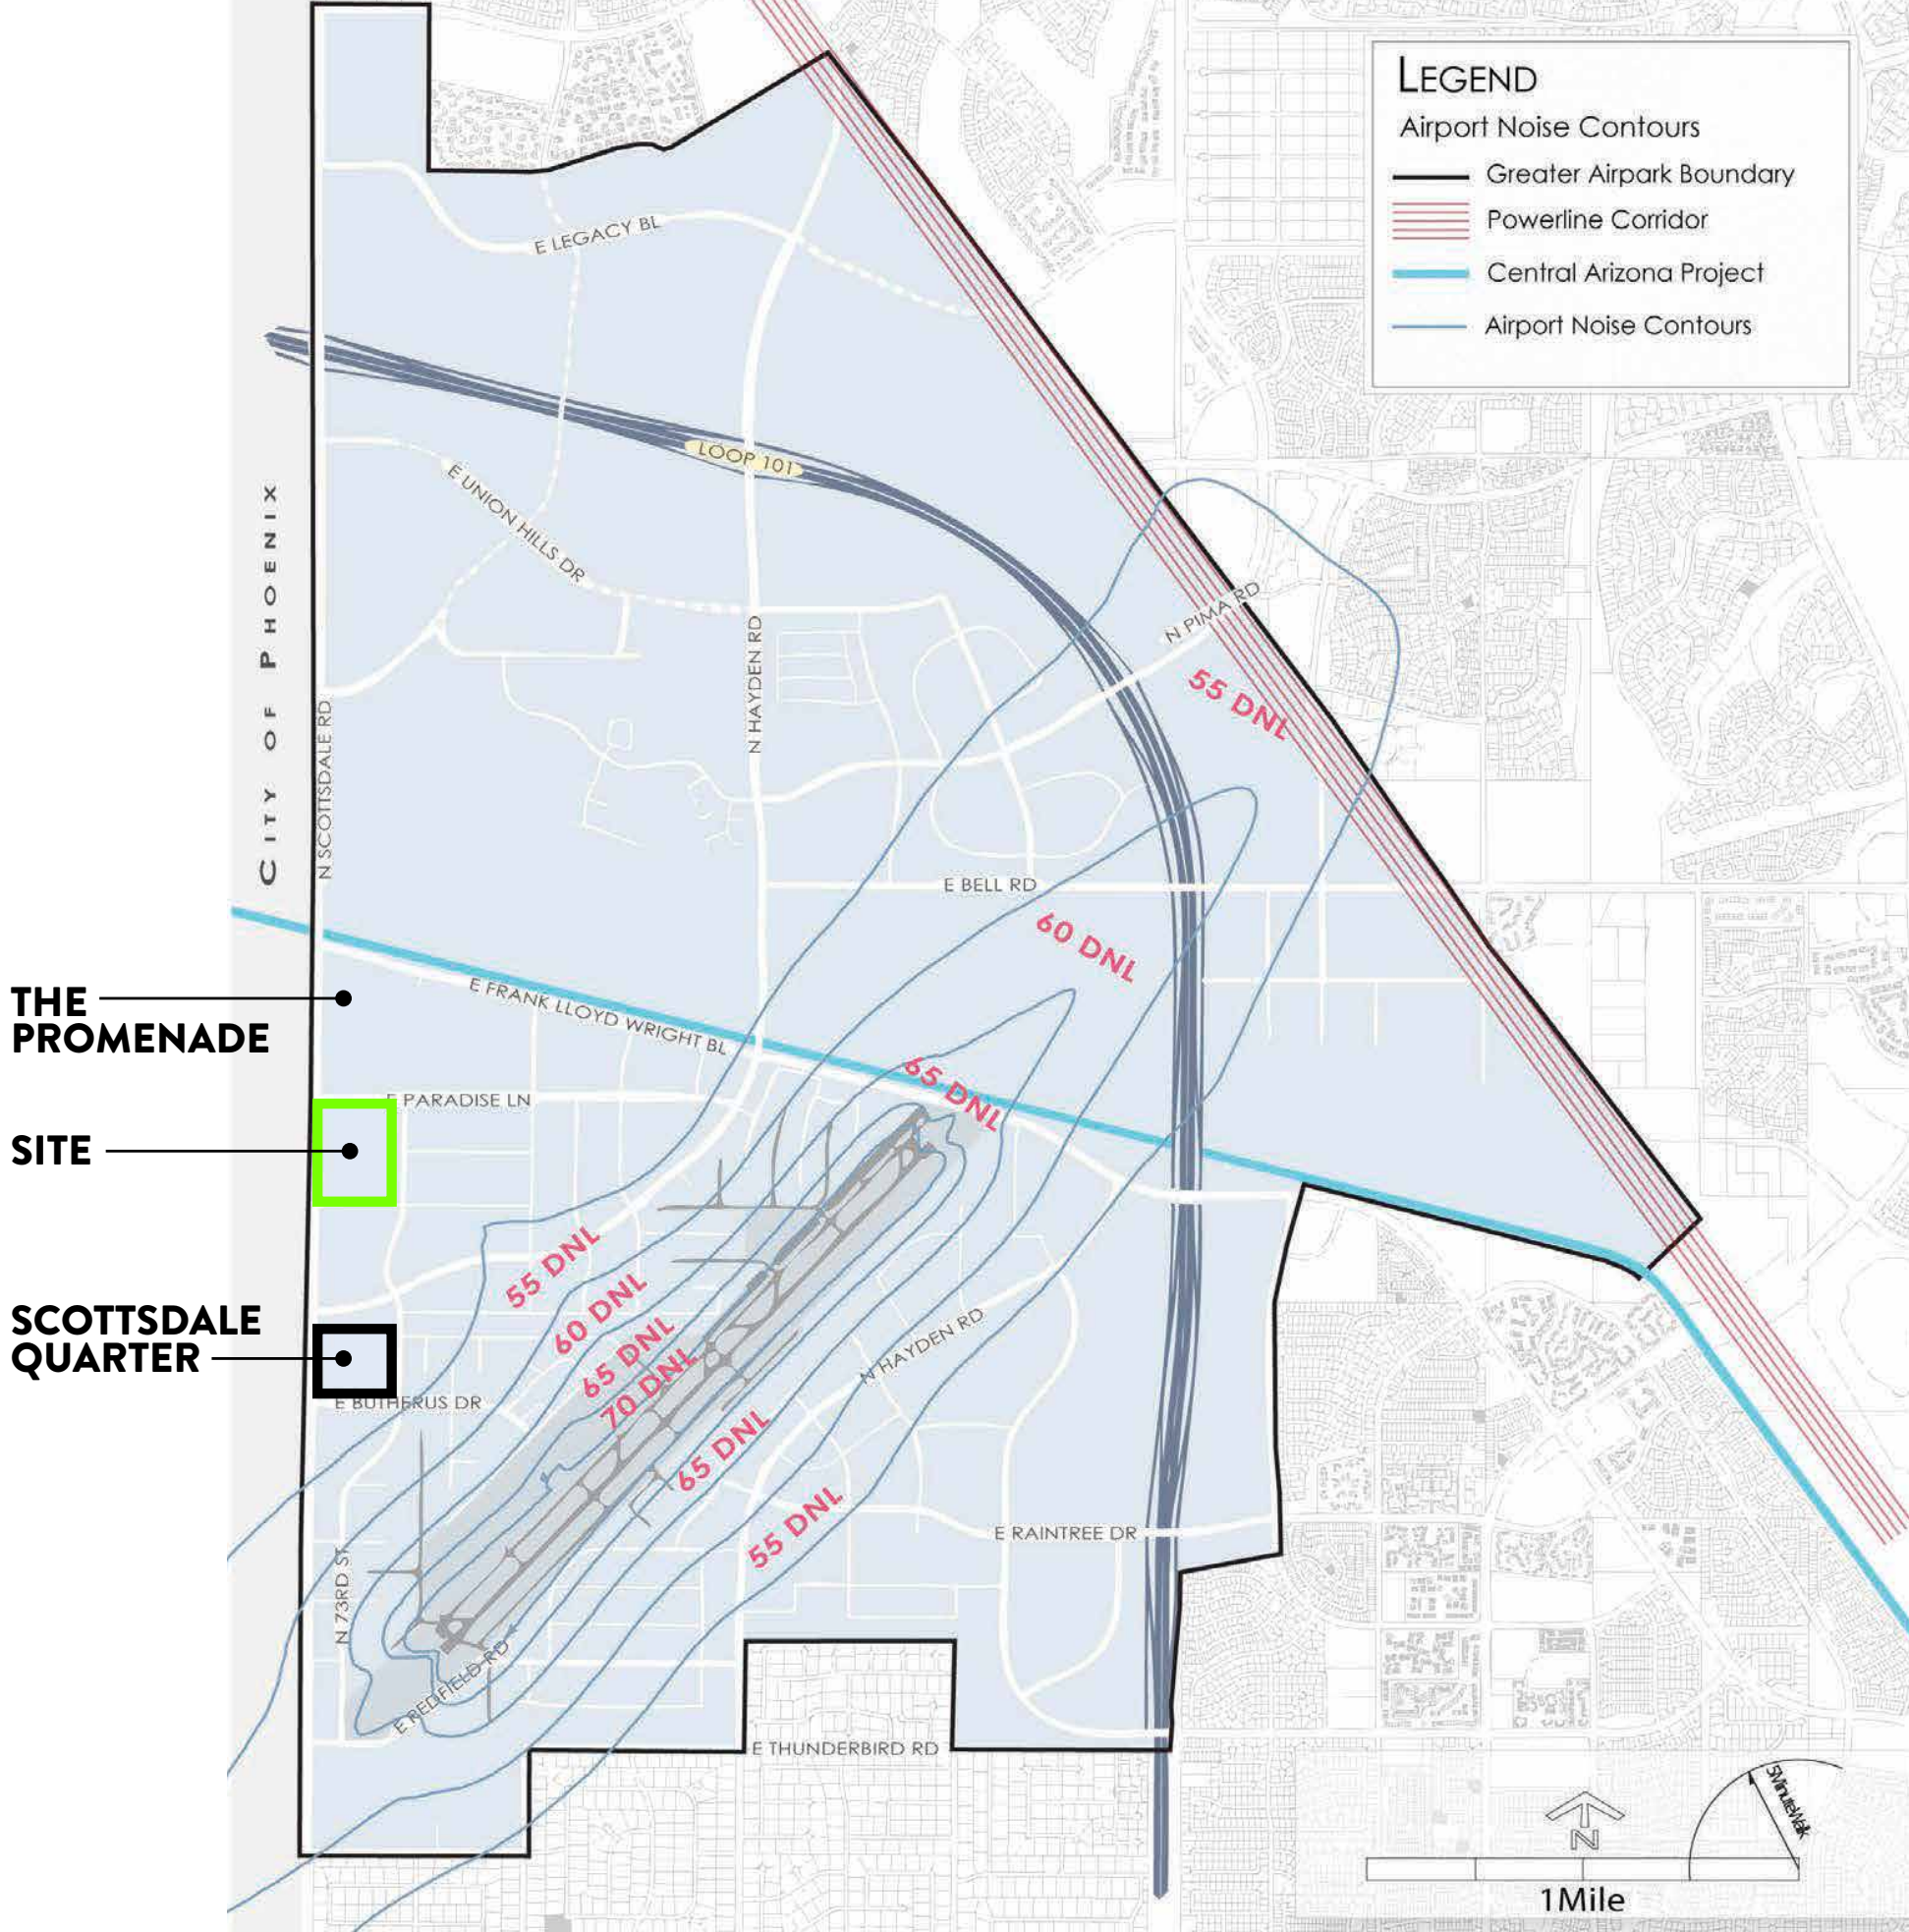 LEGEND
Airport Noise Contours
Greater Airpark Boundary
Powerline Corridor
Central Arizona Project
Airport Noise Contours
E LEGACY BL
LOOP 101
E UNION HILLS DR
CITY OF PHOENIX
N SCOTTSDALE RD
N HAYDEN RD
N PIMA RD
55 DNL
E BELL RD
60 DNL
THE
PROMENADE
E FRANK LLOYD WRIGHT BL
65 DNL
E PARADISE LN
SITE
55 DNL
60 DNL
65 DNL
70 DNL
SCOTTSDALE
QUARTER
N HAYDEN RD
E BUTHERUS DR
65 DNL
55 DNL
E RAINTREE DR
N 73RD ST
E REDFIELD RD
E THUNDERBIRD RD
5MinuteWalk
N
1Mile